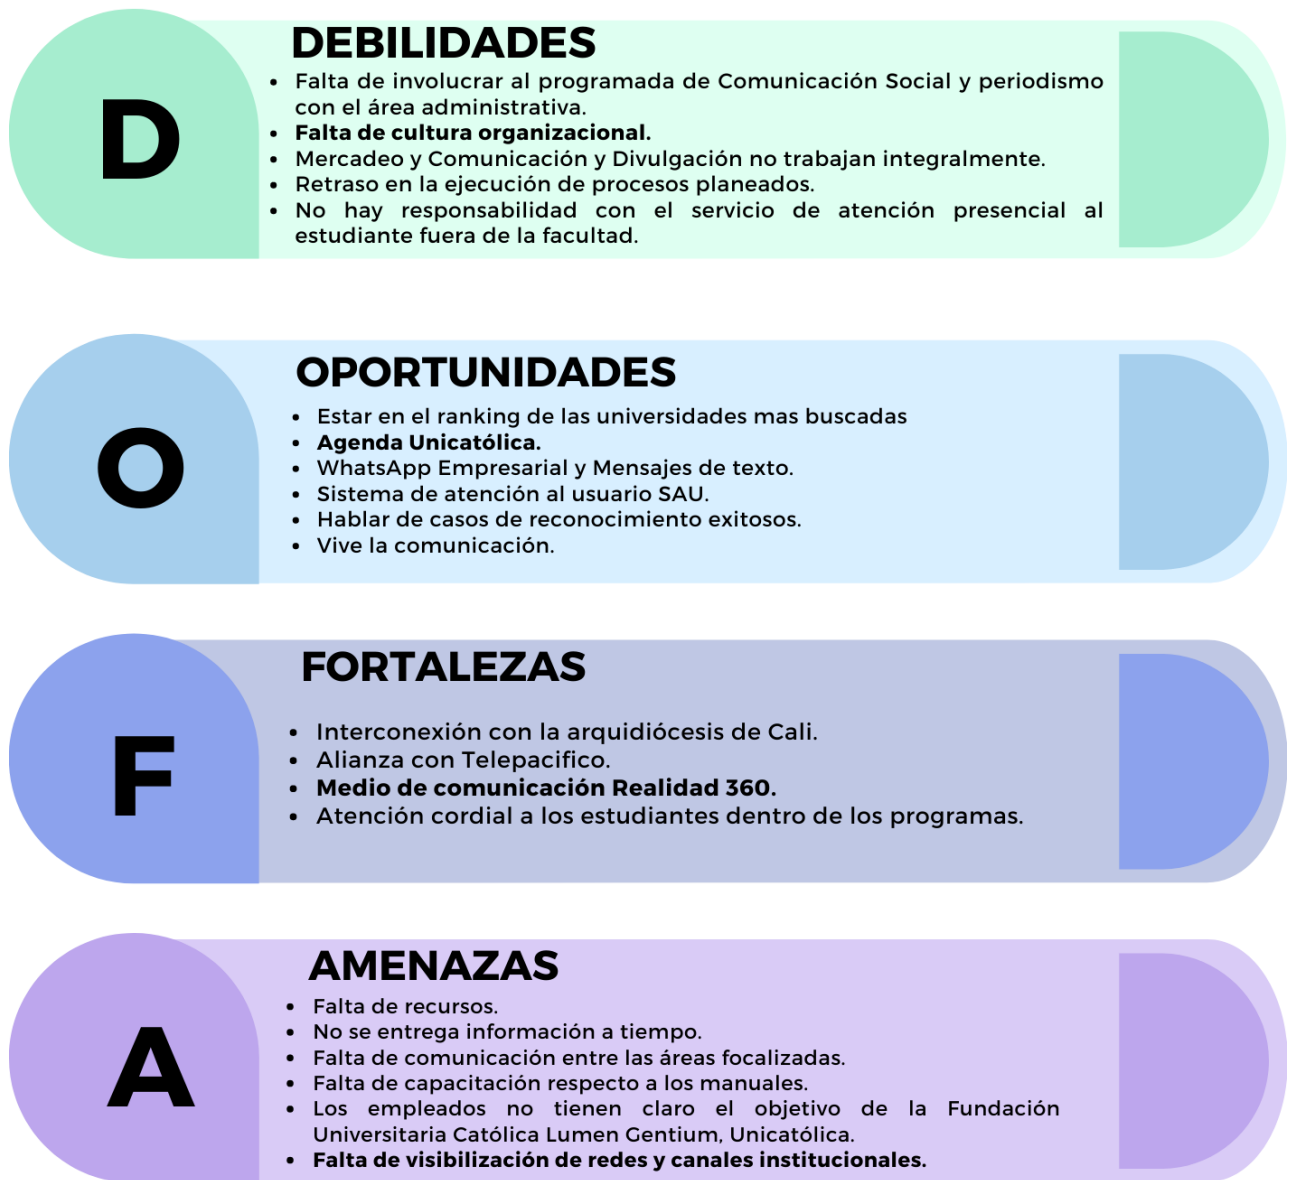 D
DEBILIDADES
• Falta de involucrar al programada de Comunicación Social y periodismo
con el área administrativa.
• Falta de cultura organizacional.
• Mercadeo y Comunicación y Divulgación no trabajan integralmente.
• Retraso en la ejecución de procesos planeados.
• No hay responsabilidad con el servicio de atención presencial al
estudiante fuera de la facultad.
O
OPORTUNIDADES
• Estar en el ranking de las universidades mas buscadas
• Agenda Unicatólica.
• WhatsApp Empresarial y Mensajes de texto.
• Sistema de atención al usuario SAU.
• Hablar de casos de reconocimiento exitosos.
• Vive la comunicación.
F
FORTALEZAS
• Interconexión con la arquidiócesis de Cali.
• Alianza con Telepacifico.
• Medio de comunicación Realidad 360.
• Atención cordial a los estudiantes dentro de los programas.
A
AMENAZAS
• Falta de recursos.
• No se entrega información a tiempo.
• Falta de comunicación entre las áreas focalizadas.
• Falta de capacitación respecto a los manuales.
• Los empleados no tienen claro el objetivo de la Fundación
Universitaria Católica Lumen Gentium, Unicatólica.
• Falta de visibilización de redes y canales institucionales.